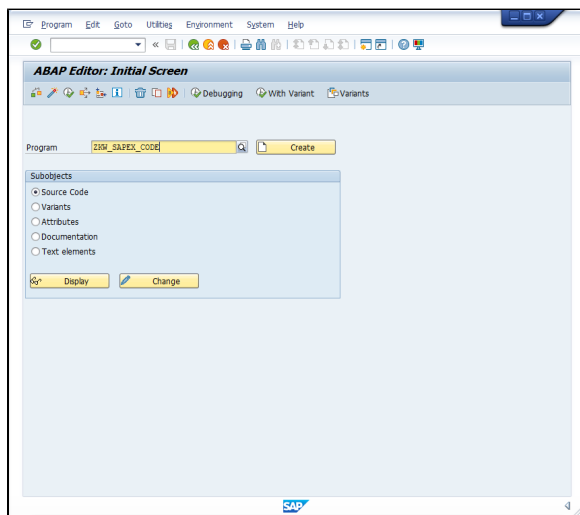 Program Edit Goto Utilities Environment System Help
ABAP Editor: Initial Screen
Debugging With Variant Variants
Program ZKW_SAPEX_CODE Create
Subobjects
Source Code
Variants
Attributes
Documentation
Text elements
Display Change
SAP